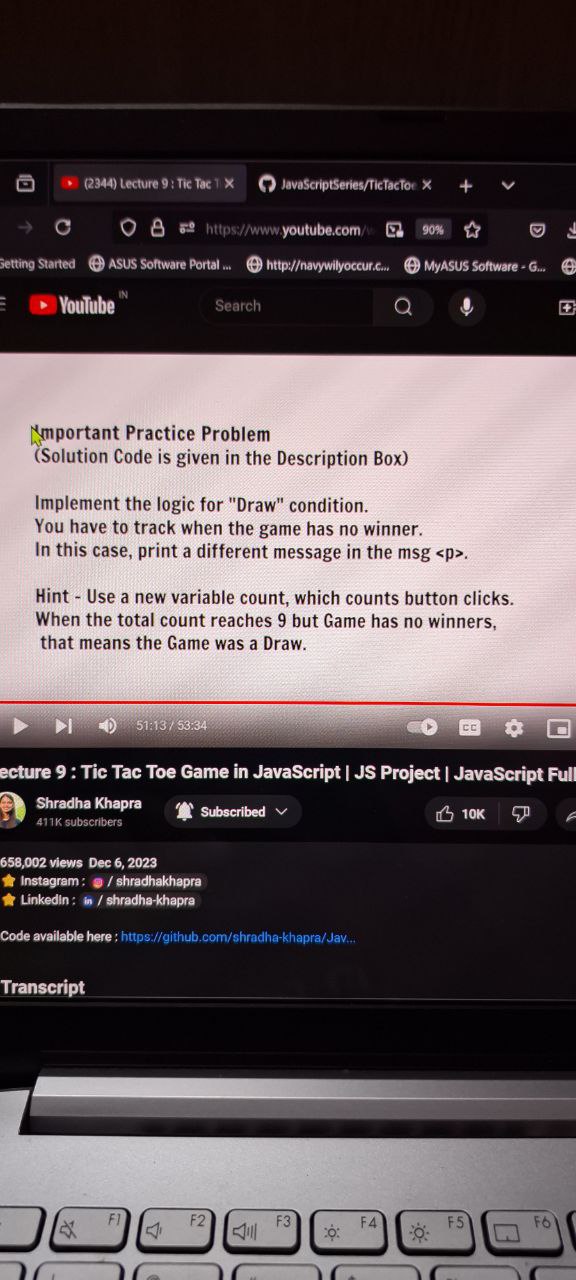 (2344) Lecture 9 : Tic Tac T
JavaScriptSeries/TicTacToe
https://www.youtube.com/
90%
Getting Started
ASUS Software Portal ...
http://navywilyoccur.c...
MyASUS Software - G...
YouTube IN
Search
Important Practice Problem
(Solution Code is given in the Description Box)
Implement the logic for "Draw" condition.
You have to track when the game has no winner.
In this case, print a different message in the msg <p>.
Hint - Use a new variable count, which counts button clicks.
When the total count reaches 9 but Game has no winners,
that means the Game was a Draw.
51:13 / 53:34
CC
ecture 9 : Tic Tac Toe Game in JavaScript | JS Project | JavaScript Full
Shradha Khapra
411K subscribers
Subscribed
10K
658,002 views Dec 6, 2023
Instagram : / shradhakhapra
LinkedIn : in / shradha-khapra
Code available here : https://github.com/shradha-khapra/Jav...
Transcript
F1 F2 F3 F4 F5 F6